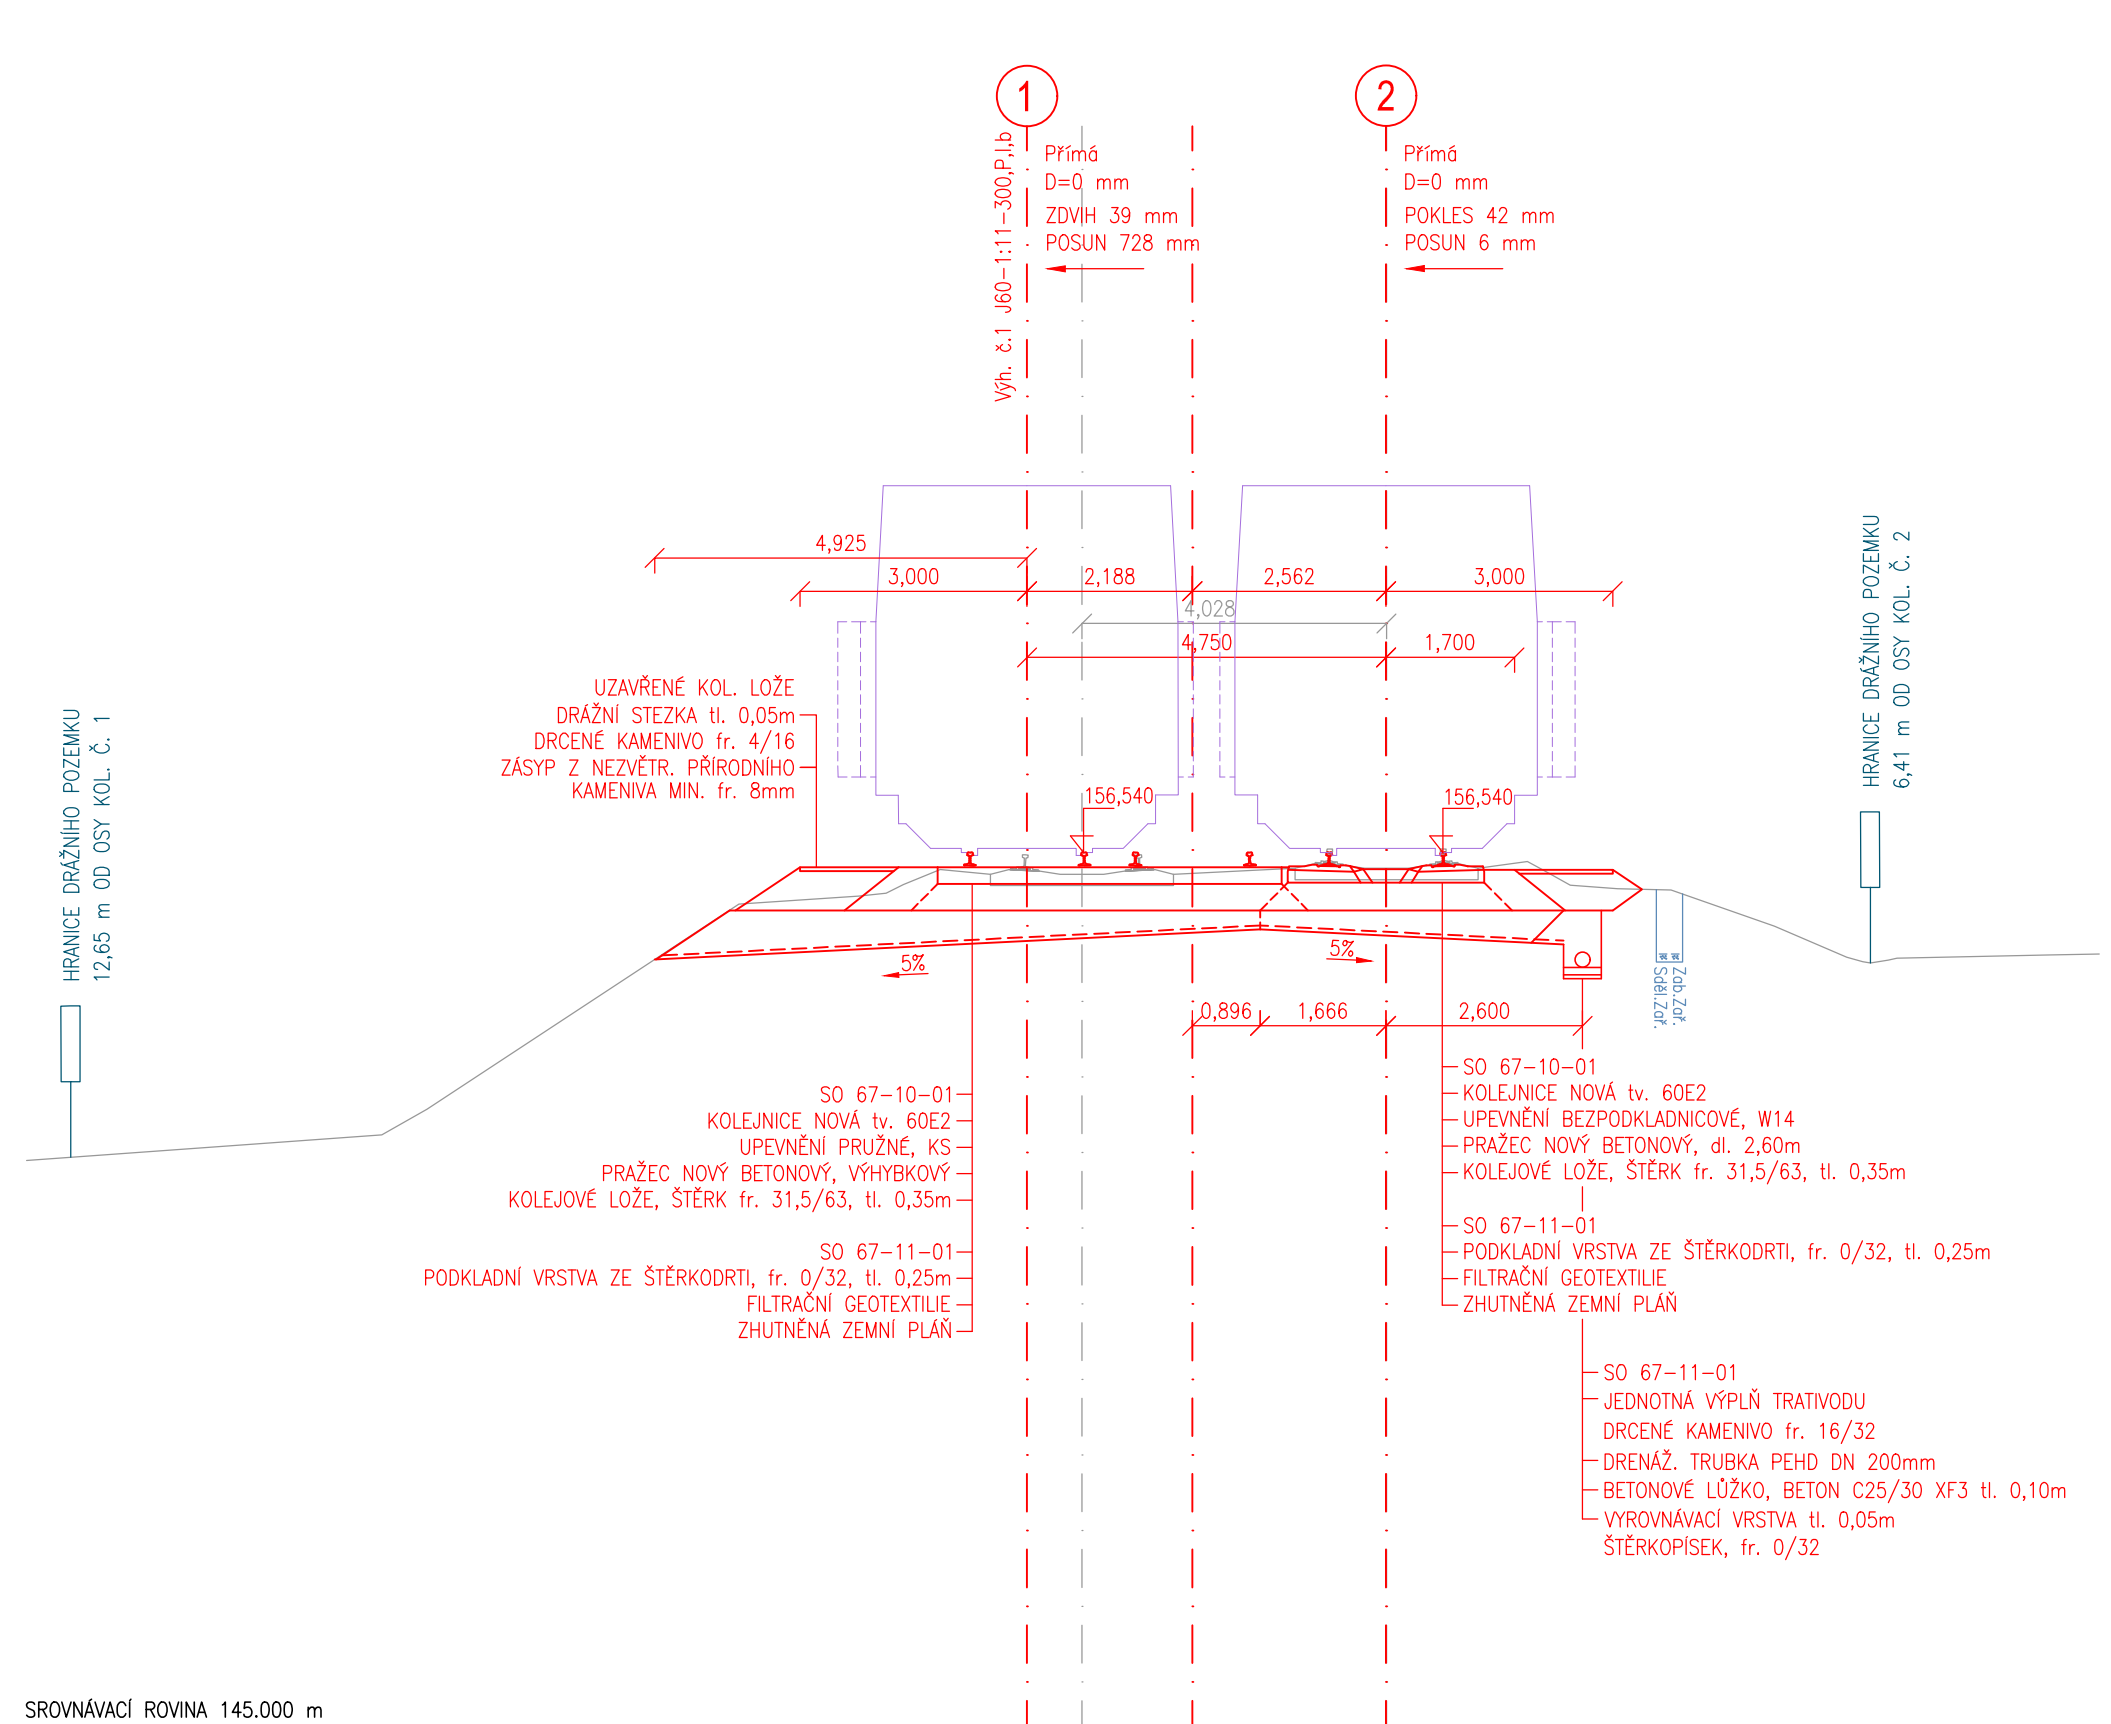 1
2
Výh. č.1 J60-1:11-300,P,l,b
Přímá
D=0 mm
ZDVIH 39 mm
POSUN 728 mm
Přímá
D=0 mm
POKLES 42 mm
POSUN 6 mm
4,925
3,000
2,188
2,562
3,000
4,028
4,750
1,700
UZAVŘENÉ KOL. LOŽE
DRÁŽNÍ STEZKA tl. 0,05m
DRCENÉ KAMENIVO fr. 4/16
ZÁSYP Z NEZVĚTR. PŘÍRODNÍHO
KAMENIVA MIN. fr. 8mm
156,540
156,540
HRANICE DRÁŽNÍHO POZEMKU
12,65 m OD OSY KOL. Č. 1
HRANICE DRÁŽNÍHO POZEMKU
6,41 m OD OSY KOL. Č. 2
5%
5%
Sděl.Zař.
Zab.Zař.
0,896
1,666
2,600
SO 67-10-01
KOLEJNICE NOVÁ tv. 60E2
UPEVNĚNÍ PRUŽNÉ, KS
PRAŽEC NOVÝ BETONOVÝ, VÝHYBKOVÝ
KOLEJOVÉ LOŽE, ŠTĚRK fr. 31,5/63, tl. 0,35m
SO 67-11-01
PODKLADNÍ VRSTVA ZE ŠTĚRKODRTI, fr. 0/32, tl. 0,25m
FILTRAČNÍ GEOTEXTILIE
ZHUTNĚNÁ ZEMNÍ PLÁŇ
SO 67-10-01
KOLEJNICE NOVÁ tv. 60E2
UPEVNĚNÍ BEZPODKLADNICOVÉ, W14
PRAŽEC NOVÝ BETONOVÝ, dl. 2,60m
KOLEJOVÉ LOŽE, ŠTĚRK fr. 31,5/63, tl. 0,35m
SO 67-11-01
PODKLADNÍ VRSTVA ZE ŠTĚRKODRTI, fr. 0/32, tl. 0,25m
FILTRAČNÍ GEOTEXTILIE
ZHUTNĚNÁ ZEMNÍ PLÁŇ
SO 67-11-01
JEDNOTNÁ VÝPLŇ TRATIVODU
DRCENÉ KAMENIVO fr. 16/32
DRENÁŽ. TRUBKA PEHD DN 200mm
BETONOVÉ LŮŽKO, BETON C25/30 XF3 tl. 0,10m
VYROVNÁVACÍ VRSTVA tl. 0,05m
ŠTĚRKOPÍSEK, fr. 0/32
SROVNÁVACÍ ROVINA 145.000 m